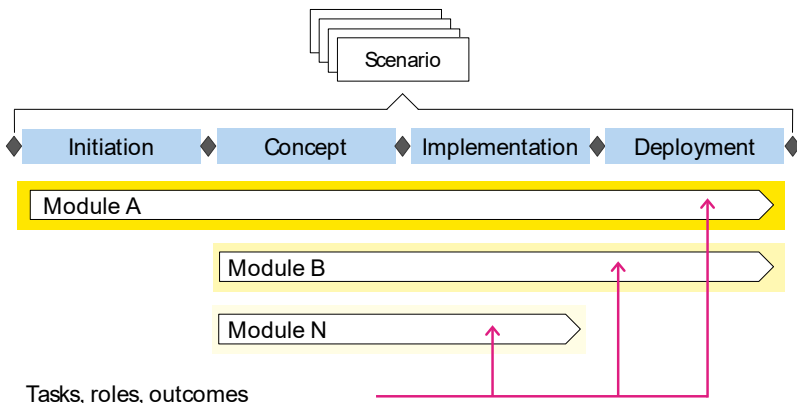 Scenario
Initiation Concept Implementation Deployment
Module A
Module B
Module N
Tasks, roles, outcomes